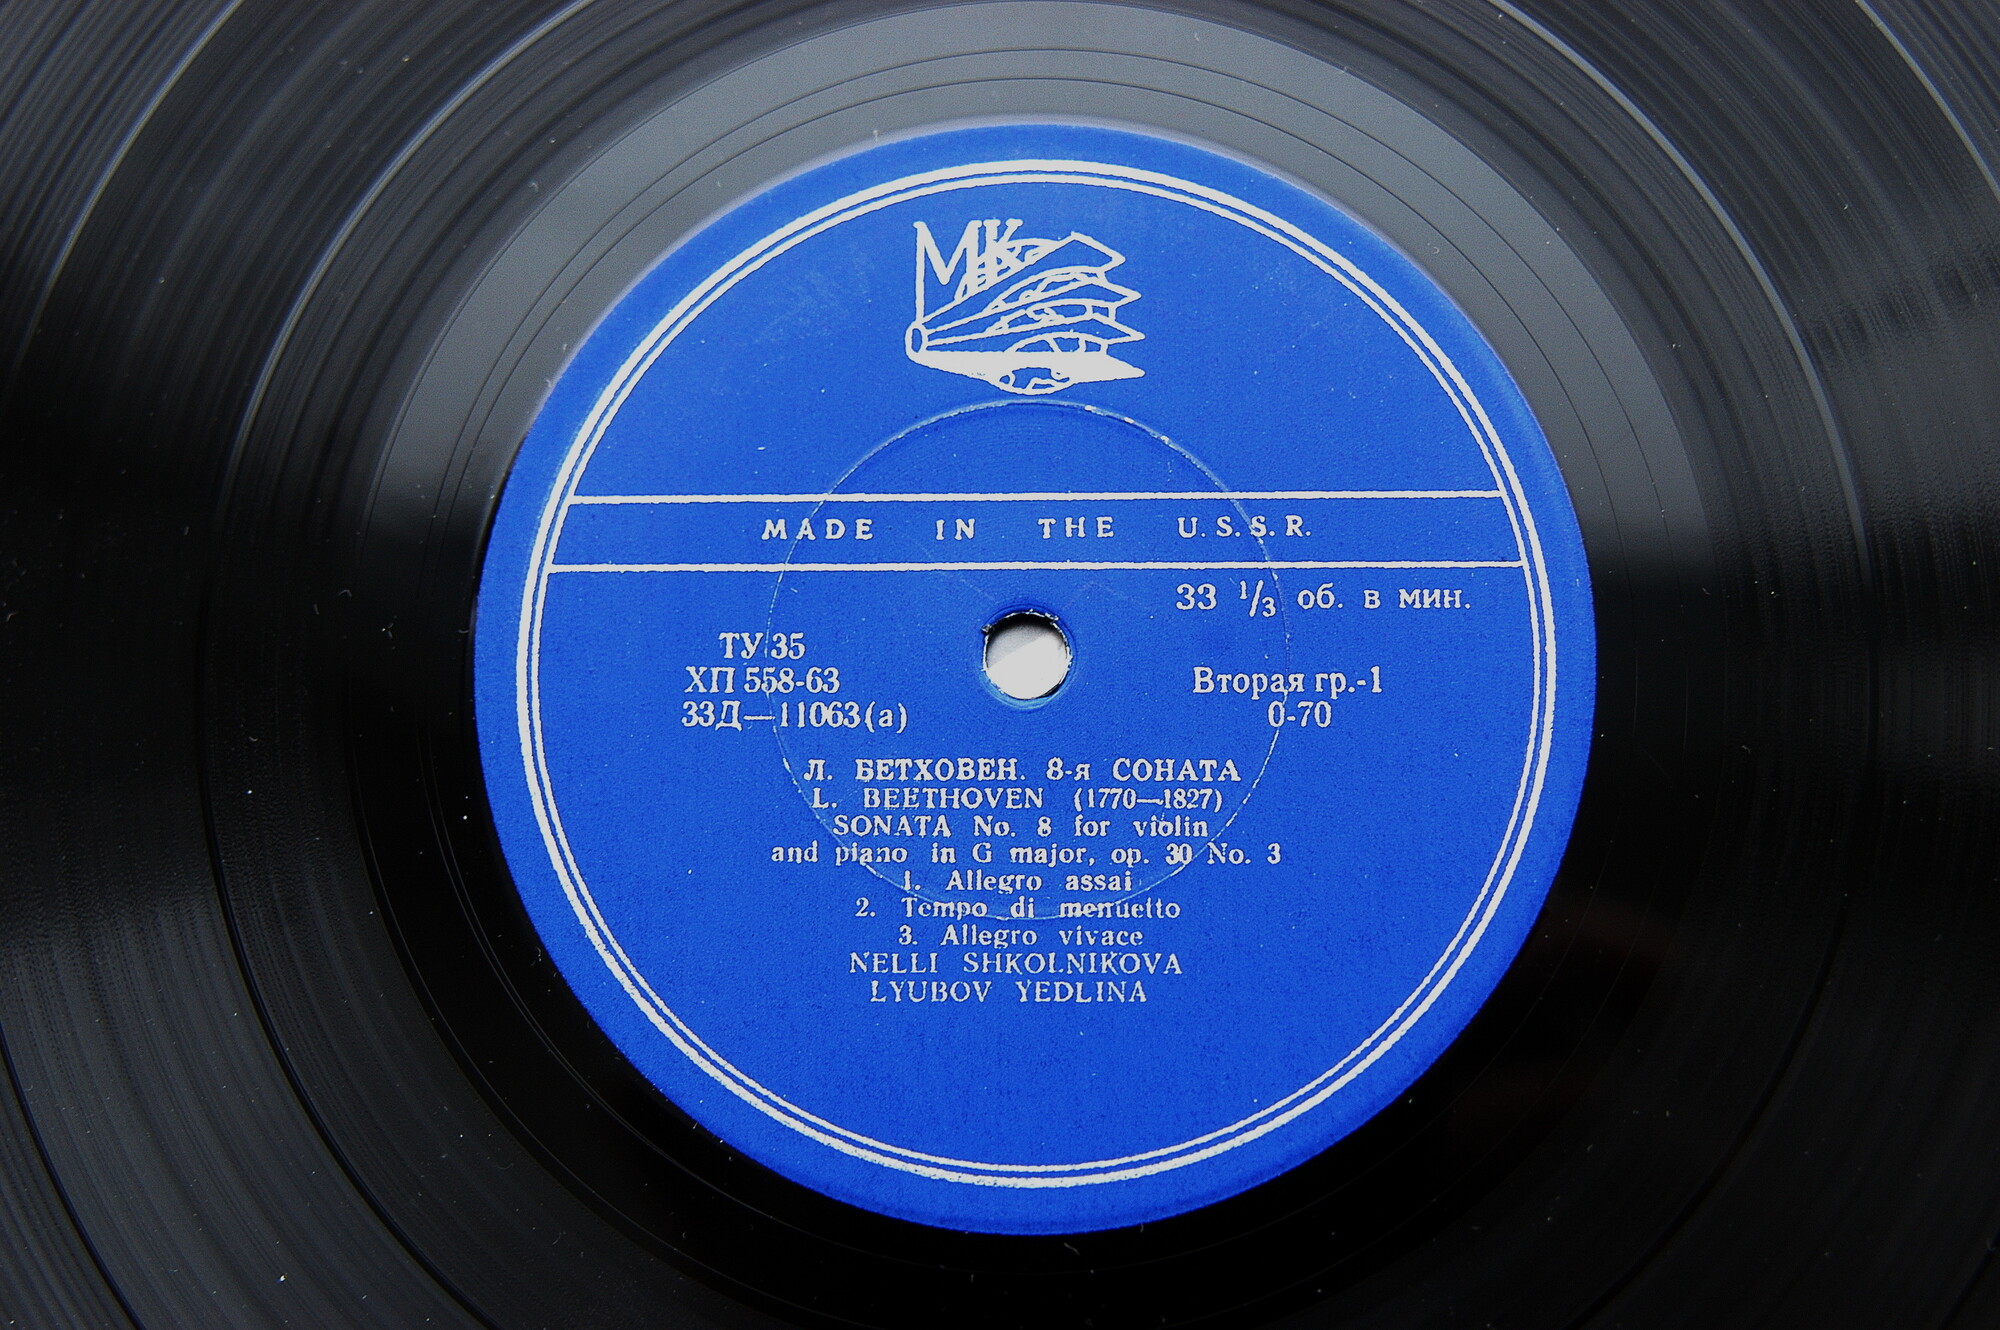 МК
MADE IN THE U.S.S.R.
33 1/3 об. в мин.
ТУ 35
ХП 558-63
33Д—11063(a)
Вторая гр.-1
0-70
Л. БЕТХОВЕН. 8-я СОНАТА
L. BEETHOVEN (1770—1827)
SONATA No. 8 for violin
and piano in G major, op. 30 No. 3
1. Allegro assai
2. Tempo di menuetto
3. Allegro vivace
NELLI SHKOLNIKOVA
LYUBOV YEDLINA